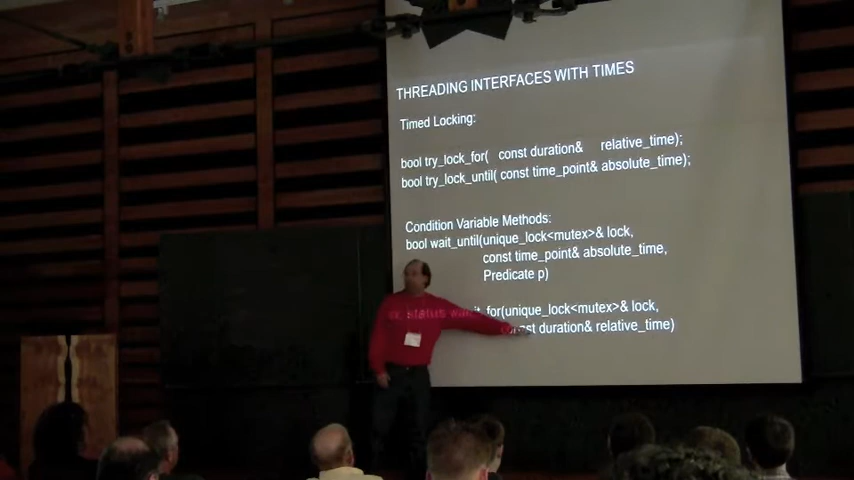 THREADING INTERFACES WITH TIMES
Timed Locking:
bool try_lock_for( const duration& relative_time);
bool try_lock_until( const time_point& absolute_time);
Condition Variable Methods:
bool wait_until(unique_lock<mutex>& lock,
const time_point& absolute_time,
Predicate p)
cv_status wait_for(unique_lock<mutex>& lock,
const duration& relative_time)